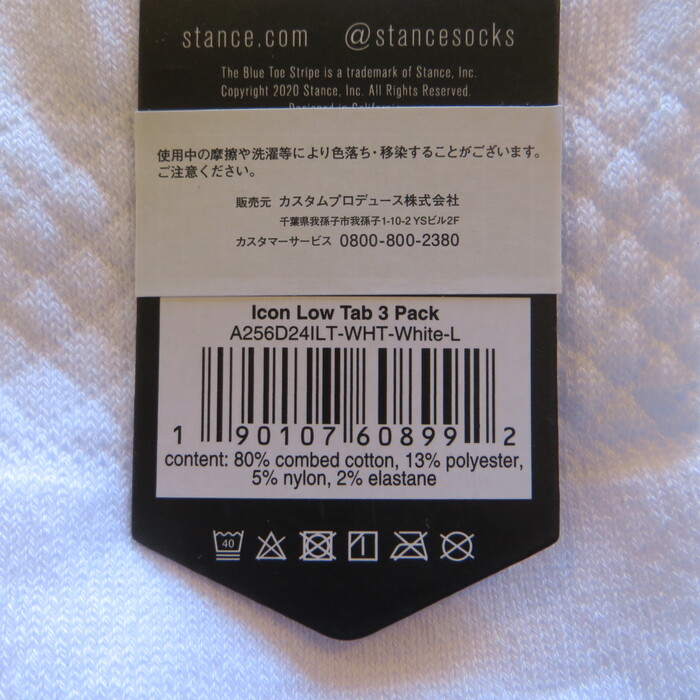 stance.com @stancesocks
The Blue Toe Stripe is a trademark of Stance, Inc.
Copyright 2020 Stance, Inc. All Rights Reserved.
Designed in California
使用中の摩擦や洗濯等により色落ち・移染することがございます。
ご注意ください。
販売元 カスタムプロデュース株式会社
千葉県我孫子市我孫子1-10-2 YSビル2F
カスタマーサービス 0800-800-2380
Icon Low Tab 3 Pack
A256D24ILT-WHT-White-L
1 90107 60899 2
content: 80% combed cotton, 13% polyester,
5% nylon, 2% elastane
40